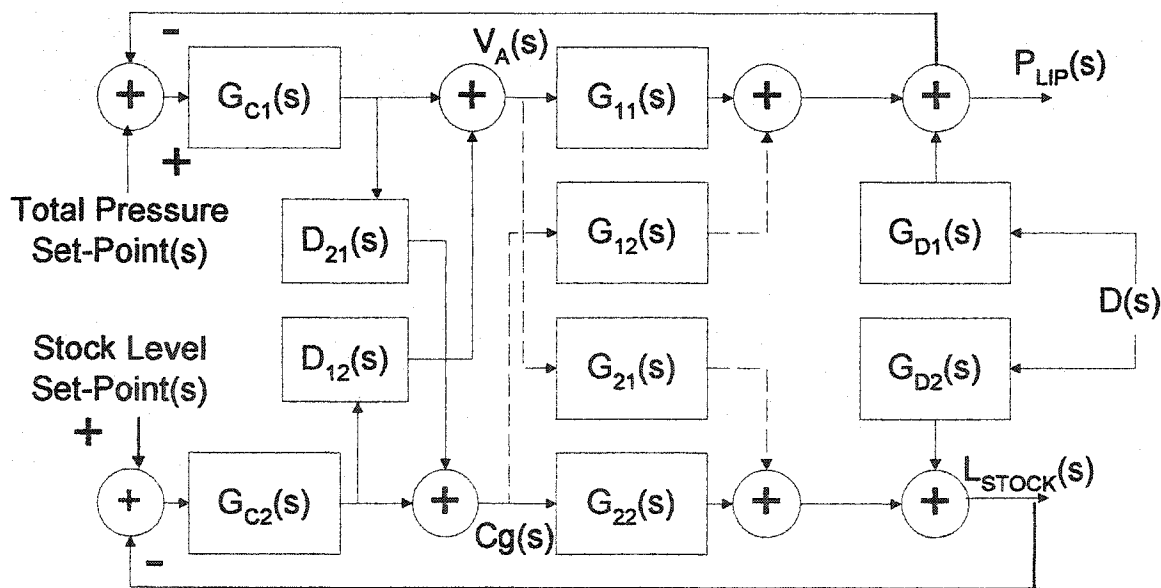 -
V_A(s)
P_LIP(s)
+
G_C1(s)
+
G_11(s)
+
+
+
Total Pressure
Set-Point(s)
D_21(s)
G_12(s)
G_D1(s)
D(s)
Stock Level
Set-Point(s)
D_12(s)
G_21(s)
G_D2(s)
+
+
G_C2(s)
+
G_22(s)
+
+
L_STOCK(s)
Cg(s)
-